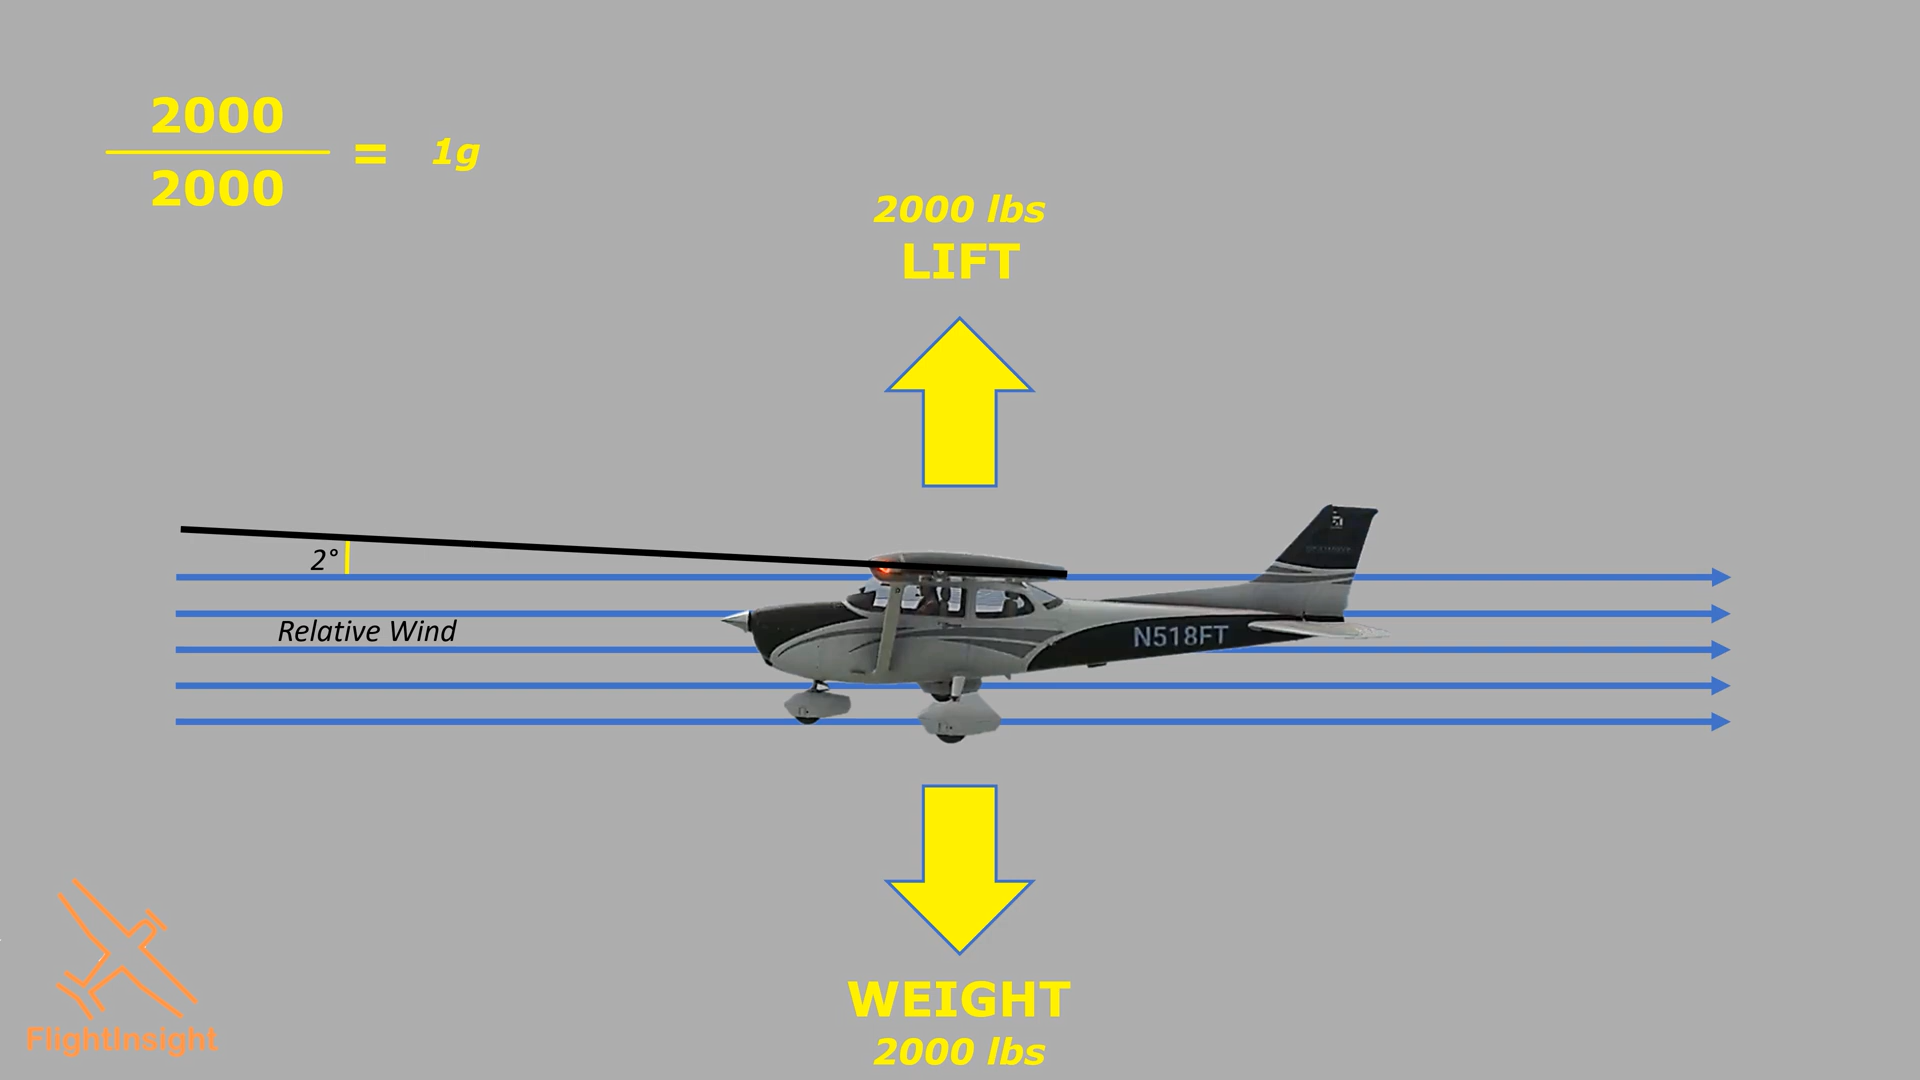 2000
2000
= 1g
2000 lbs
LIFT
2°
Relative Wind
N518FT
WEIGHT
2000 lbs
FlightInsight